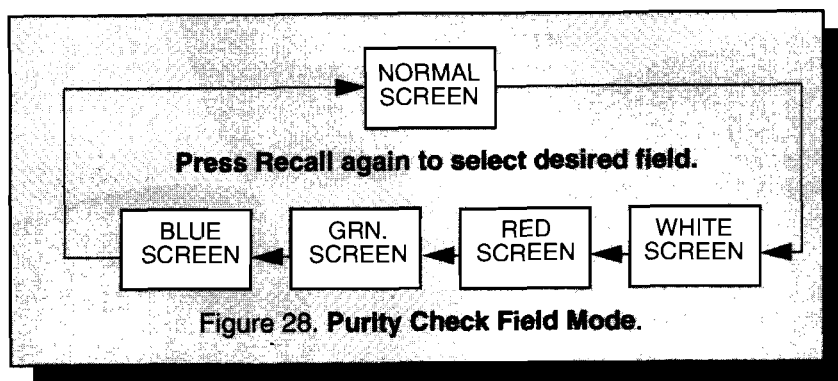 NORMAL
SCREEN
Press Recall again to select desired field.
BLUE
SCREEN
GRN.
SCREEN
RED
SCREEN
WHITE
SCREEN
Figure 28. Purity Check Field Mode.